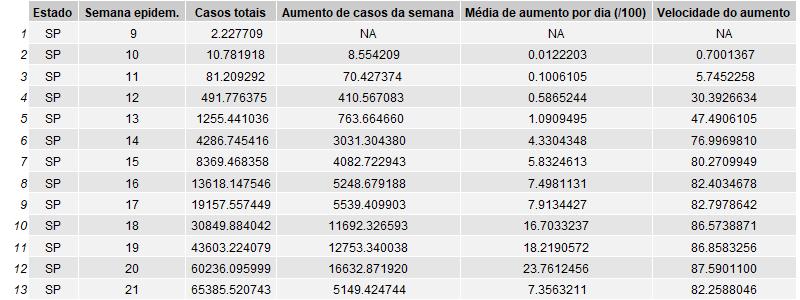 Estado Semana epidem. Casos totais Aumento de casos da semana Média de aumento por dia (/100) Velocidade do aumento
1 SP 9 2.227709 NA NA NA
2 SP 10 10.781918 8.554209 0.0122203 0.7001367
3 SP 11 81.209292 70.427374 0.1006105 5.7452258
4 SP 12 491.776375 410.567083 0.5865244 30.3926634
5 SP 13 1255.441036 763.664660 1.0909495 47.4906105
6 SP 14 4286.745416 3031.304380 4.3304348 76.9969810
7 SP 15 8369.468358 4082.722943 5.8324613 80.2709949
8 SP 16 13618.147546 5248.679188 7.4981131 82.4034678
9 SP 17 19157.557449 5539.409903 7.9134427 82.7978642
10 SP 18 30849.884042 11692.326593 16.7033237 86.5738871
11 SP 19 43603.224079 12753.340038 18.2190572 86.8583256
12 SP 20 60236.095999 16632.871920 23.7612456 87.5901100
13 SP 21 65385.520743 5149.424744 7.3563211 82.2588046